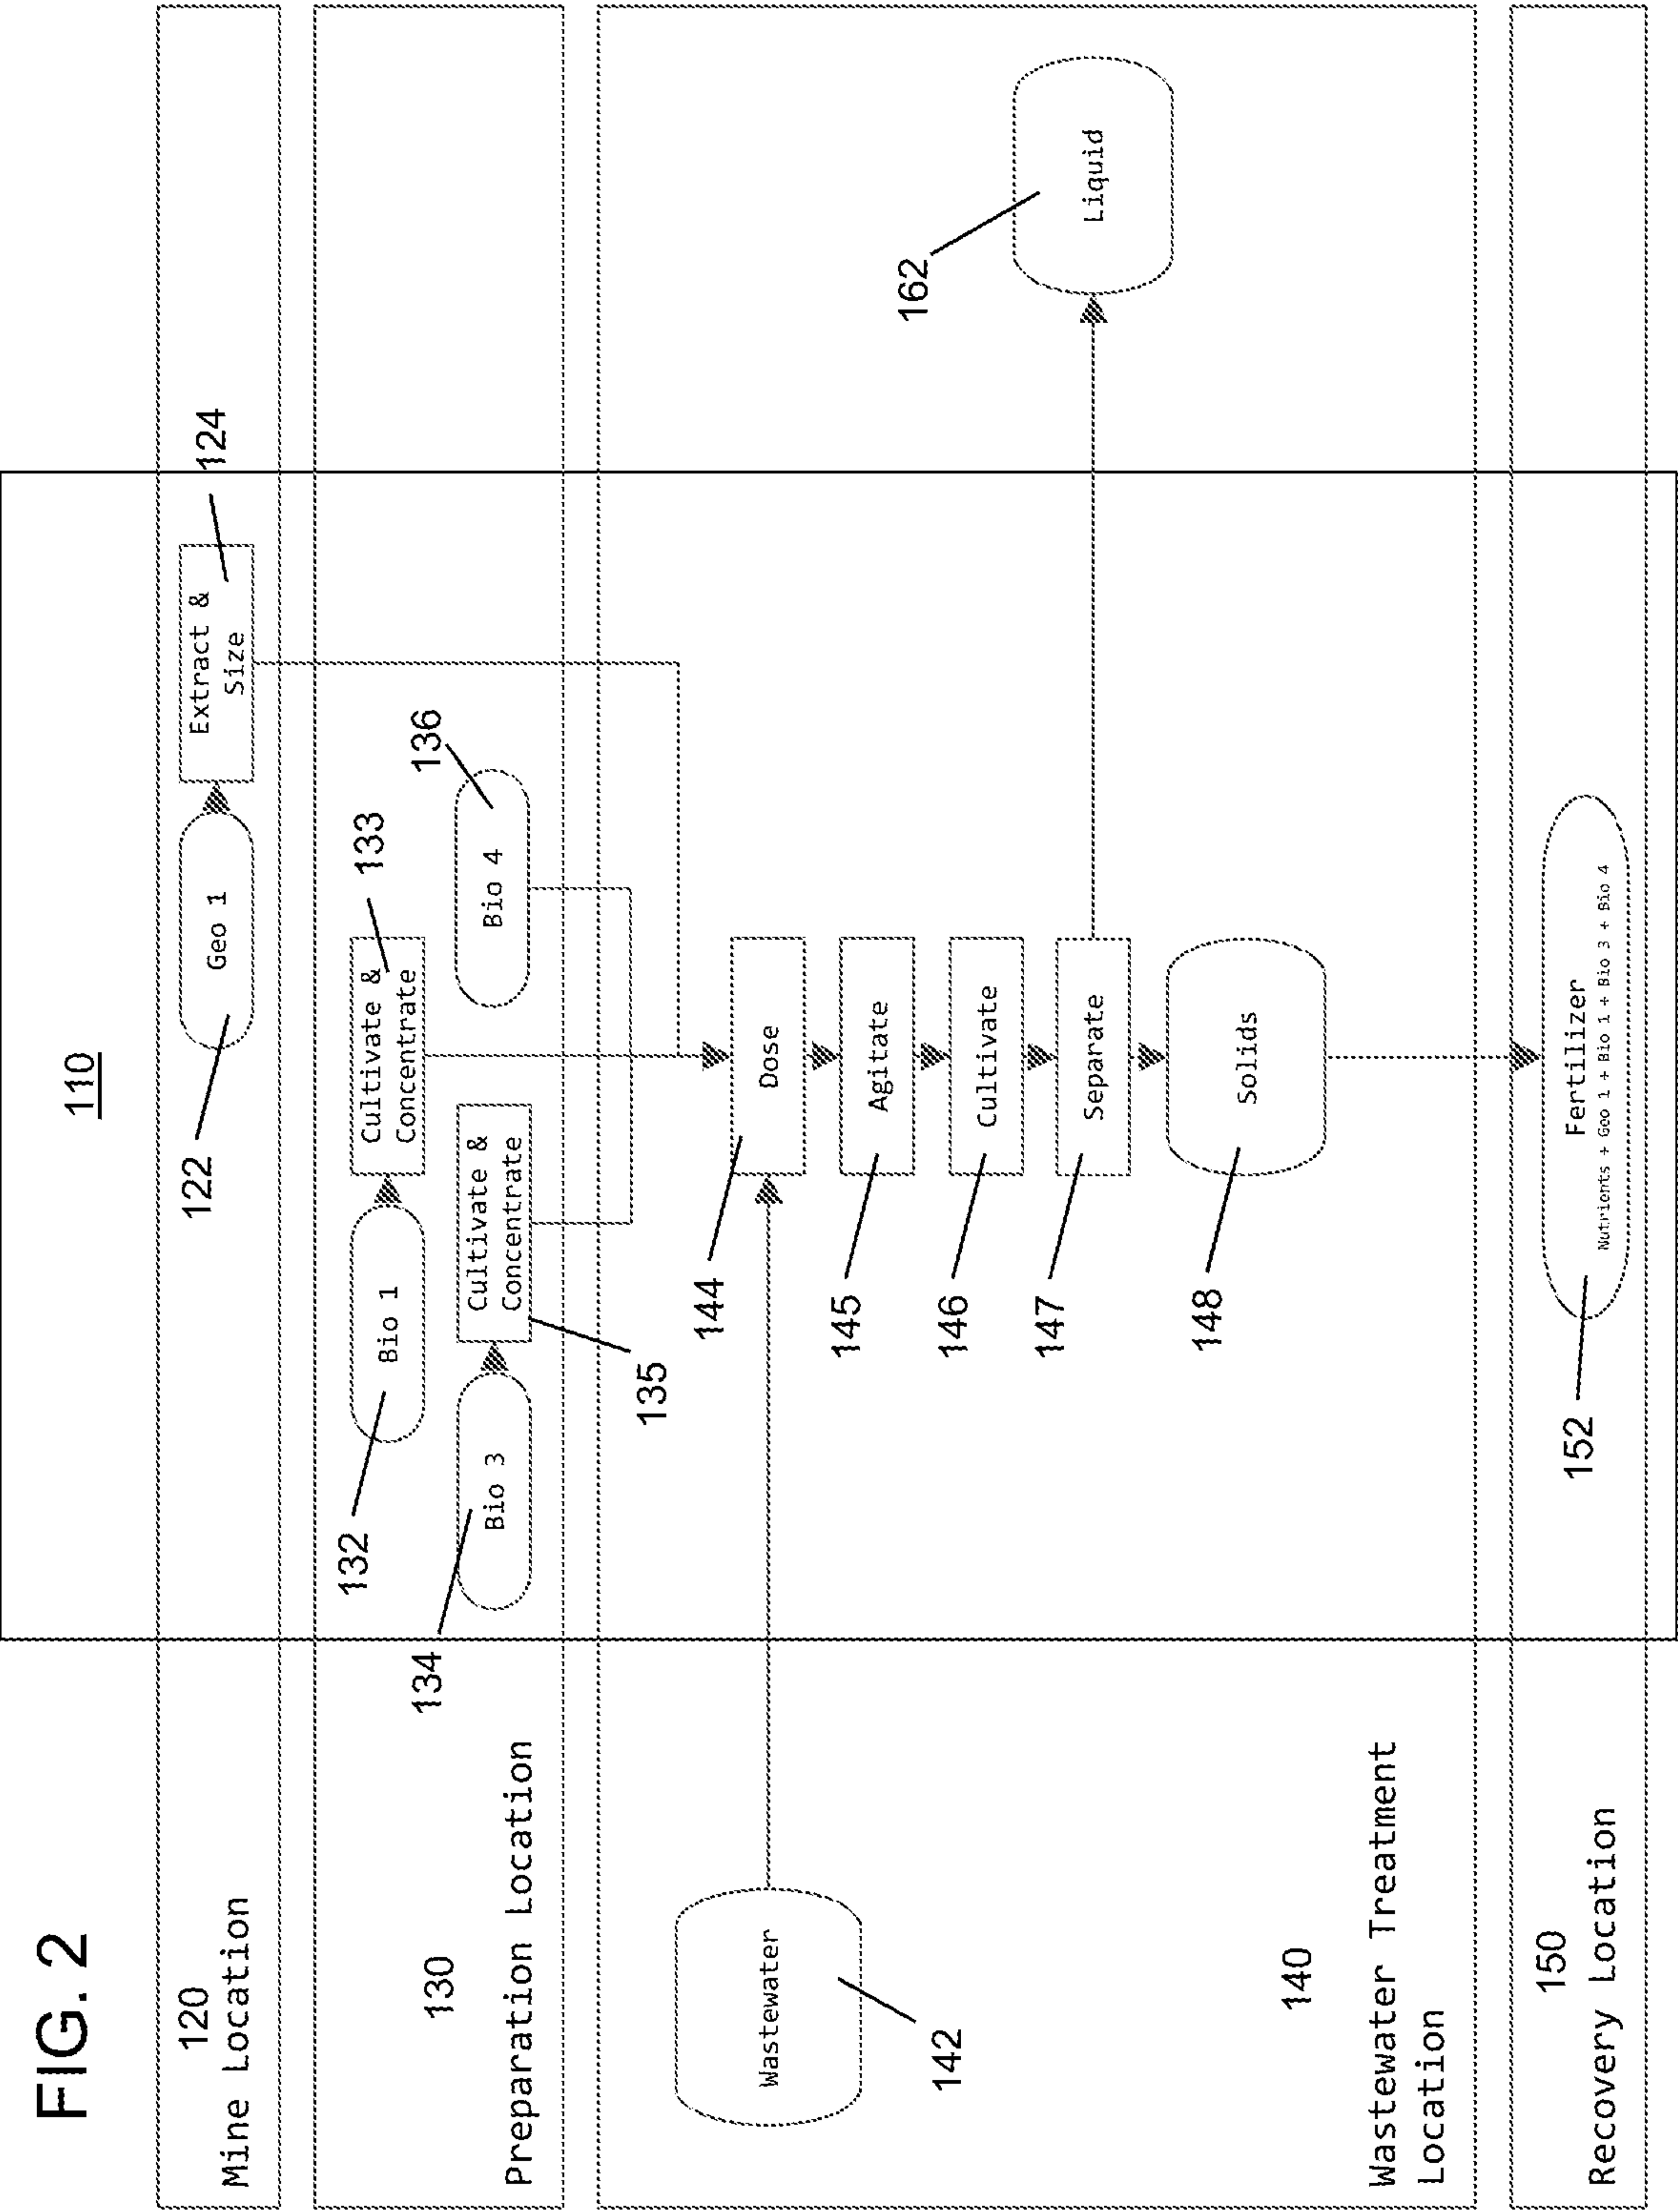 FIG. 2
110
120
Mine Location
122
Geo 1
Extract &
Size
124
130
Preparation Location
132
Bio 1
Cultivate &
Concentrate
133
134
Bio 3
Cultivate &
Concentrate
135
Bio 4
136
Wastewater
142
144
Dose
145
Agitate
146
Cultivate
147
Separate
148
Solids
162
Liquid
140
Wastewater Treatment
Location
150
Recovery Location
152
Fertilizer
Nutrients + Geo 1 + Bio 1 + Bio 3 + Bio 4